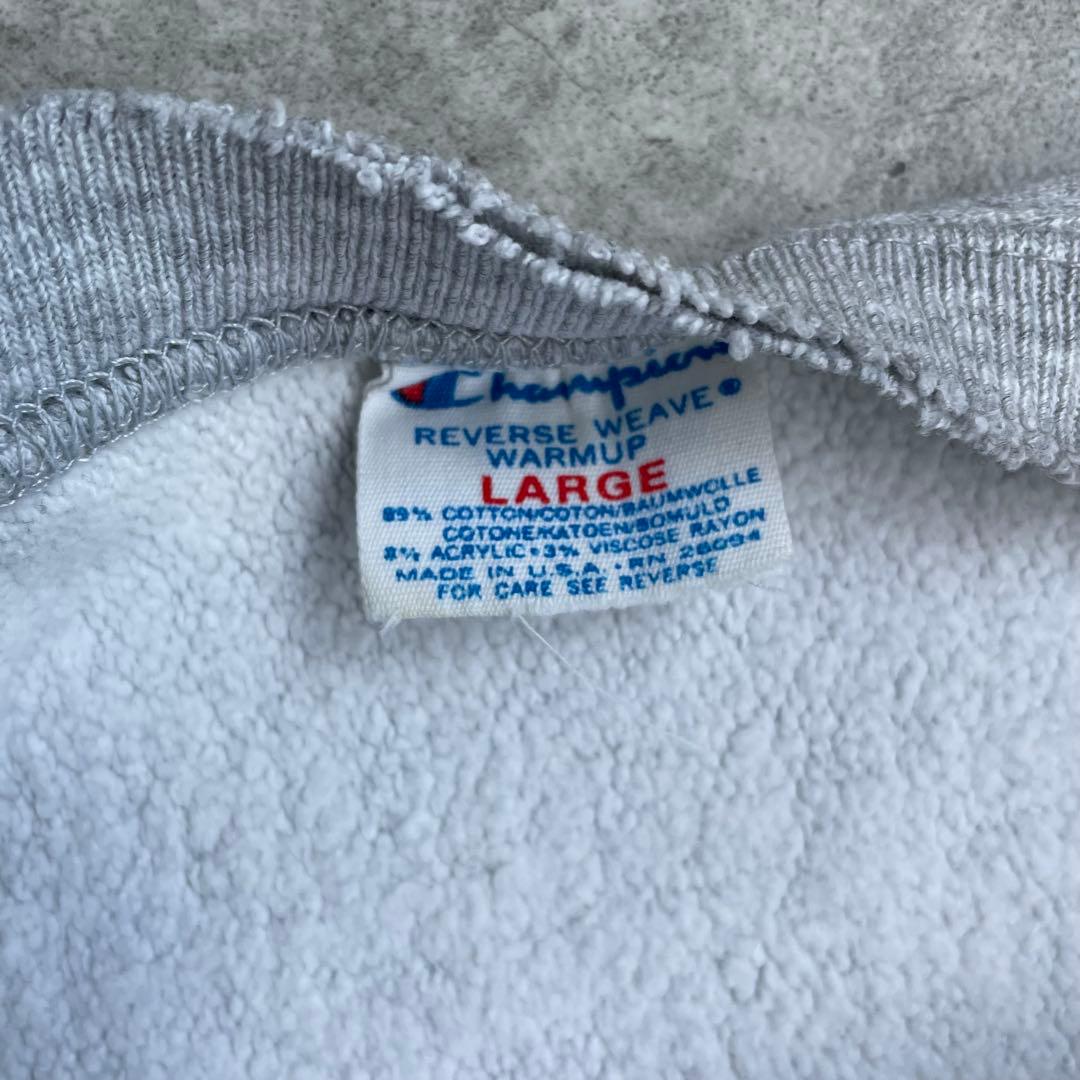 Champion
REVERSE WEAVE ®
WARMUP
LARGE
89% COTTON/COTON/BAUMWOLLE
COTONE/KATOEN/BOMULD
8% ACRYLIC • 3% VISCOSE RAYON
MADE IN U.S.A. • RN 26094
FOR CARE SEE REVERSE